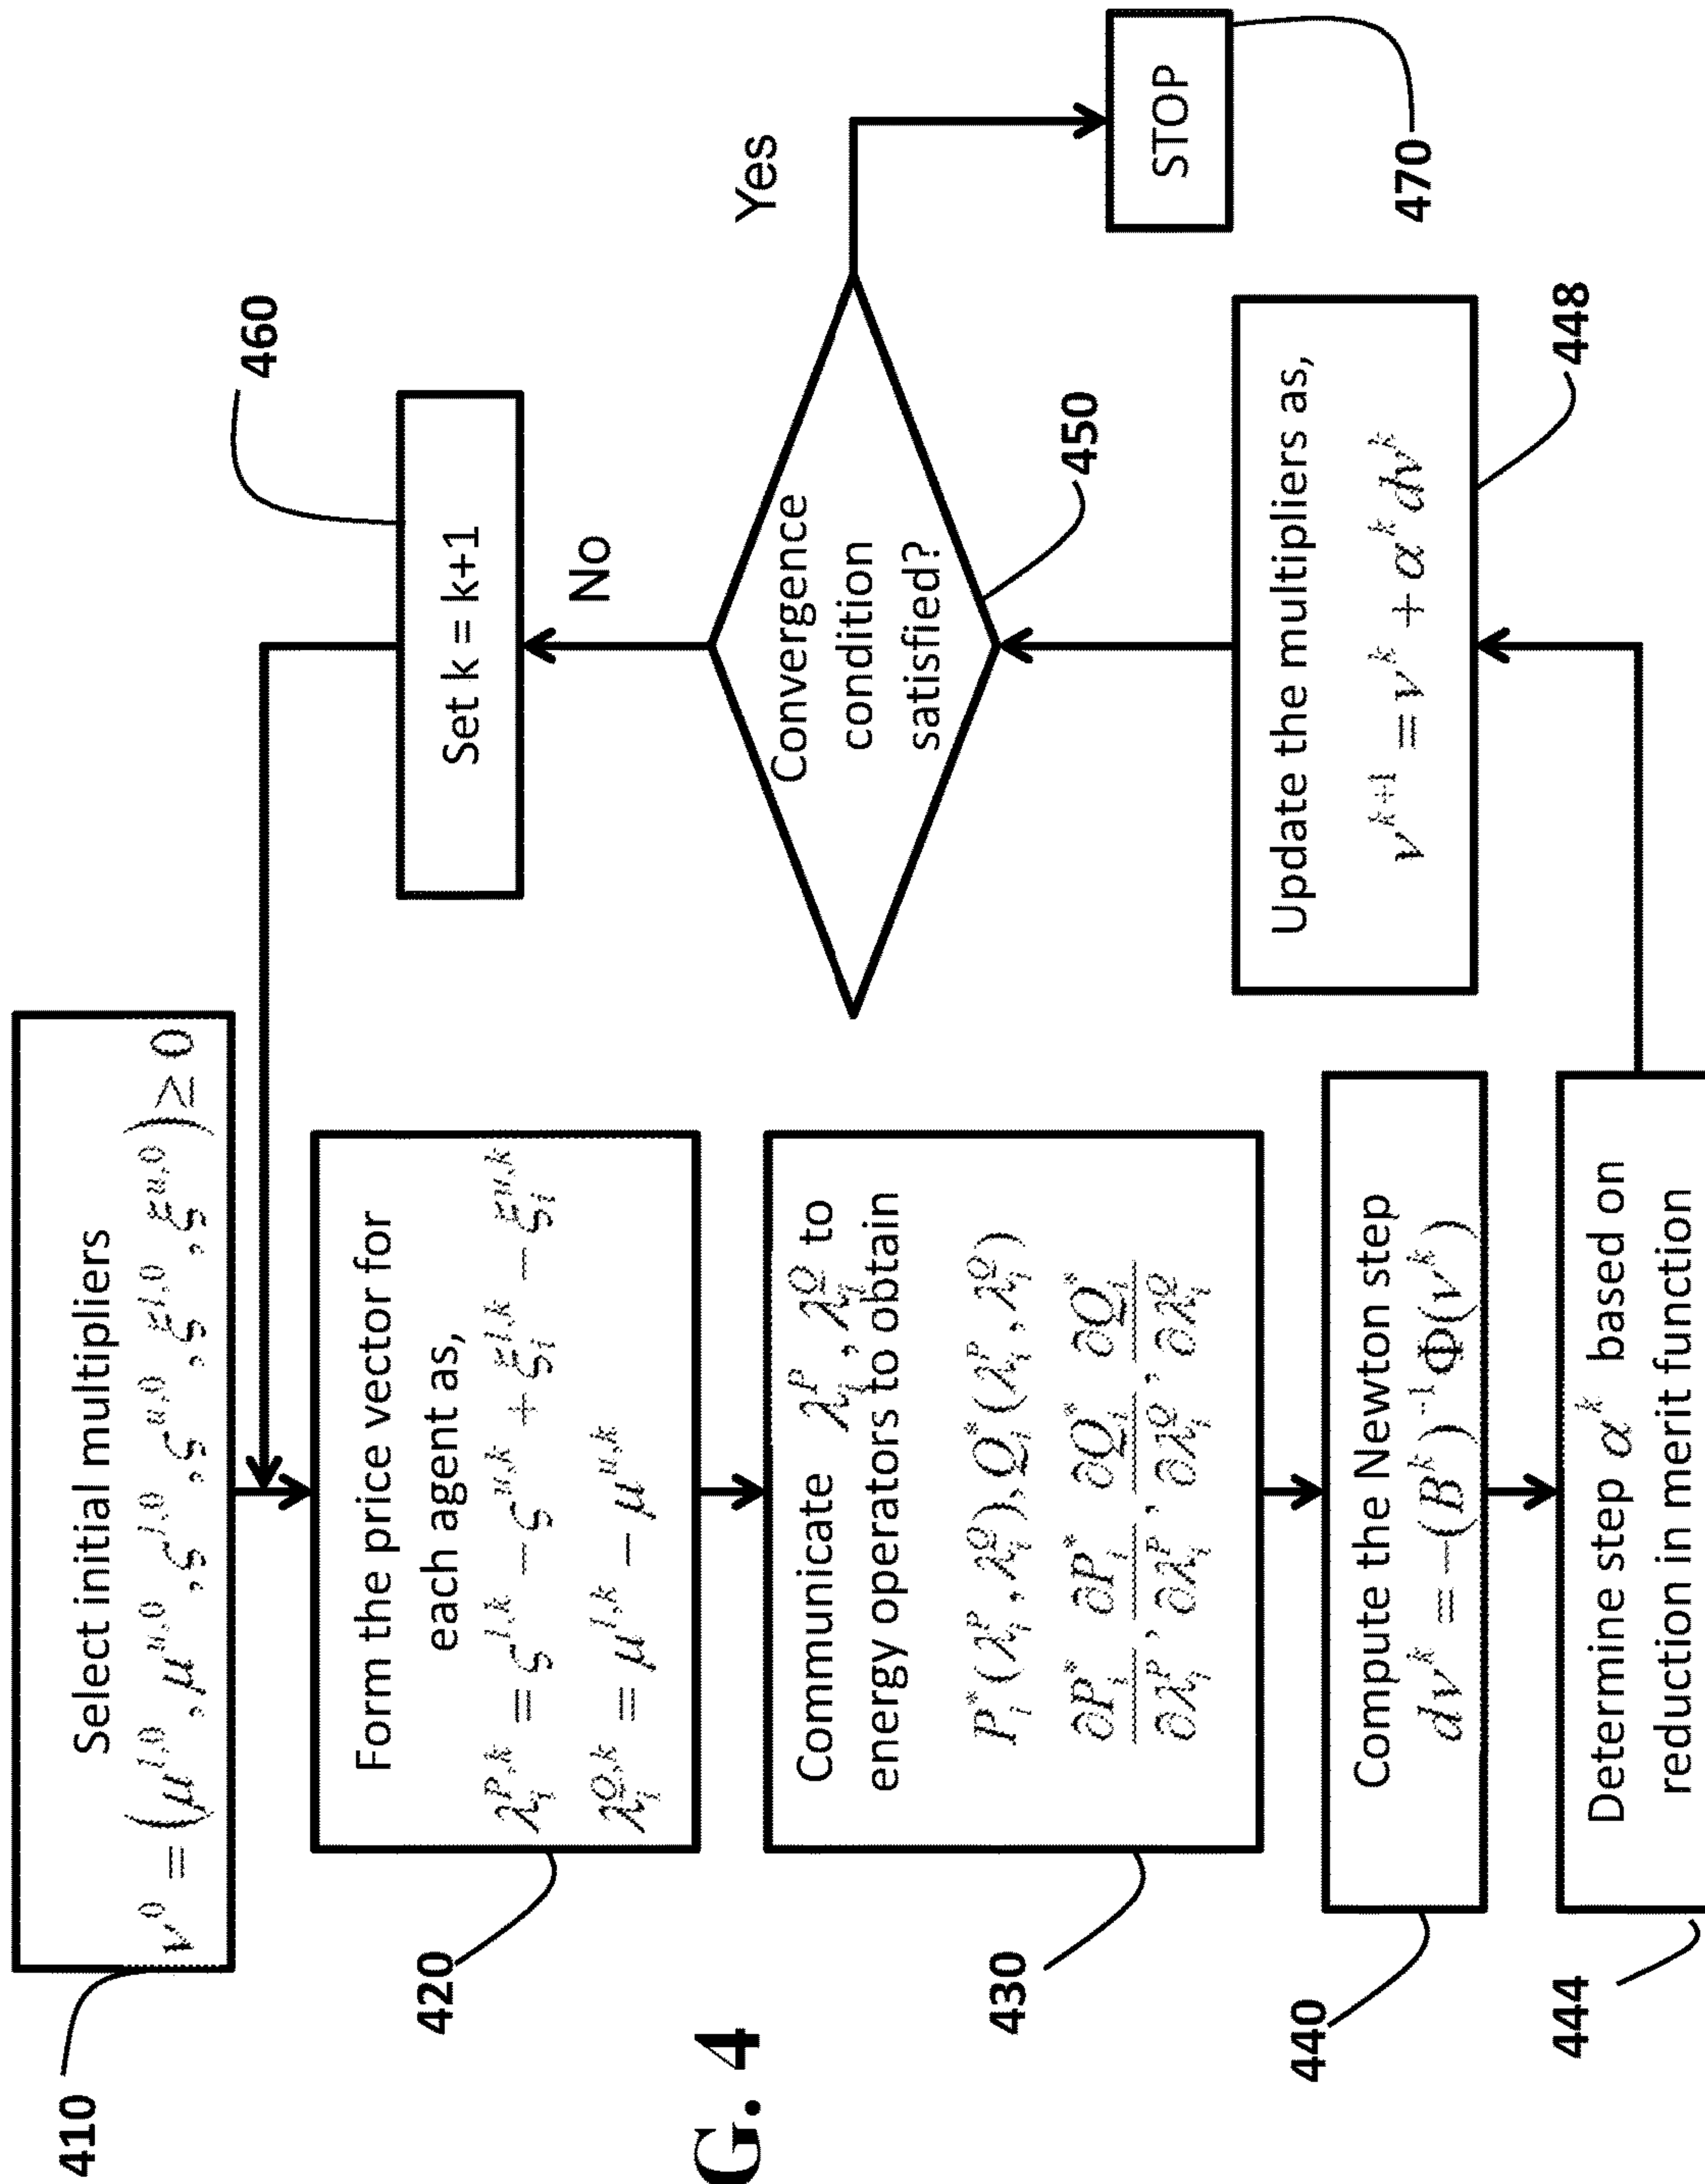 410
Select initial multipliers
ν⁰ = (μ^{l,0}, μ^{u,0}, ς^{l,0}, ς^{u,0}, ξ^{l,0}, ξ^{u,0}) ≥ 0
420
Form the price vector for
each agent as,
λ_i^{P,k} = ς^{l,k} − ς^{u,k} + ξ_i^{l,k} − ξ_i^{u,k}
λ_i^{Q,k} = μ^{l,k} − μ^{u,k}
430
Communicate λ_i^P, λ_i^Q to
energy operators to obtain
P_i^*(λ_i^P, λ_i^Q), Q_i^*(λ_i^P, λ_i^Q)
∂P_i^*/∂λ_i^P, ∂P_i^*/∂λ_i^P, ∂Q_i^*/∂λ_i^Q, ∂Q_i^*/∂λ_i^Q
440
Compute the Newton step
dν^k = −(B^k)^{−1} Φ(ν^k)
444
Determine step α^k based on
reduction in merit function
448
Update the multipliers as,
ν^{k+1} = ν^k + α^k dν^k
450
Convergence
condition
satisfied?
No
Yes
460
Set k = k+1
STOP
470
G. 4